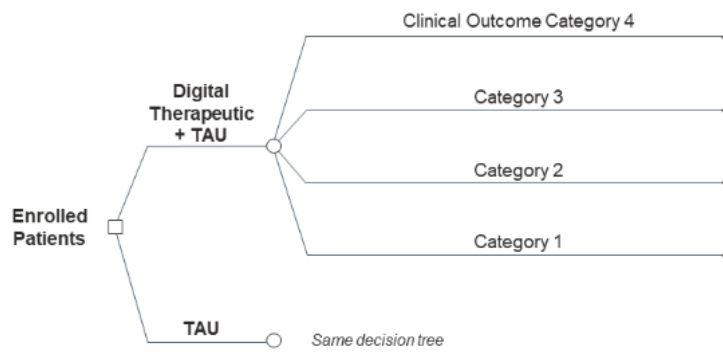 Clinical Outcome Category 4
Digital
Therapeutic
+ TAU
Category 3
Category 2
Enrolled
Patients
Category 1
TAU
Same decision tree